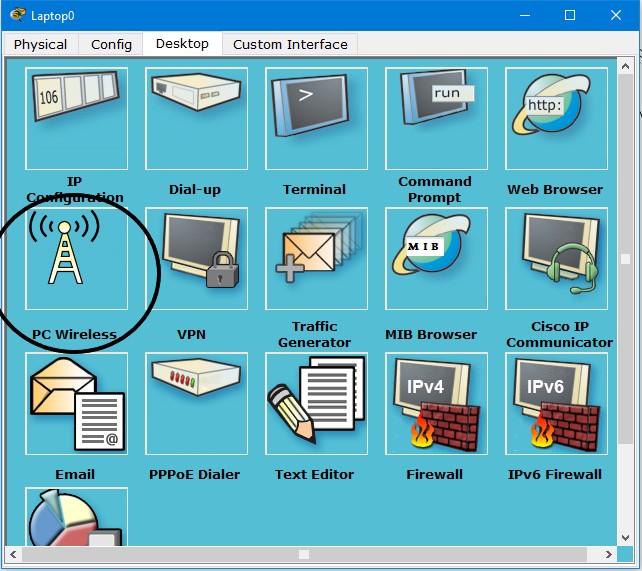 Laptop0
Physical Config Desktop Custom Interface
106
>
run
http:
IP
Configuration
Dial-up
Terminal
Command
Prompt
Web Browser
MIB
PC Wireless
VPN
Traffic
Generator
MIB Browser
Cisco IP
Communicator
@
IPv4
IPv6
Email
PPPoE Dialer
Text Editor
Firewall
IPv6 Firewall